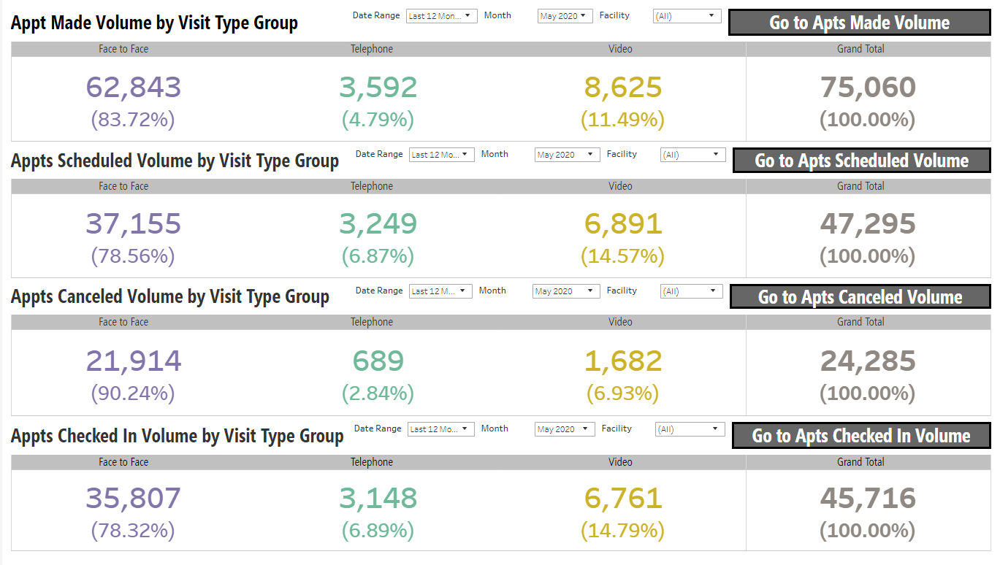 Appt Made Volume by Visit Type Group Date Range Last 12 Mon... Month May 2020 Facility (All) Go to Apts Made Volume
Face to Face Telephone Video Grand Total
62,843 3,592 8,625 75,060
(83.72%) (4.79%) (11.49%) (100.00%)
Appts Scheduled Volume by Visit Type Group Date Range Last 12 Mo... Month May 2020 Facility (All) Go to Apts Scheduled Volume
Face to Face Telephone Video Grand Total
37,155 3,249 6,891 47,295
(78.56%) (6.87%) (14.57%) (100.00%)
Appts Canceled Volume by Visit Type Group Date Range Last 12 M... Month May 2020 Facility (All) Go to Apts Canceled Volume
Face to Face Telephone Video Grand Total
21,914 689 1,682 24,285
(90.24%) (2.84%) (6.93%) (100.00%)
Appts Checked In Volume by Visit Type Group Date Range Last 12 Mo... Month May 2020 Facility (All) Go to Apts Checked In Volume
Face to Face Telephone Video Grand Total
35,807 3,148 6,761 45,716
(78.32%) (6.89%) (14.79%) (100.00%)